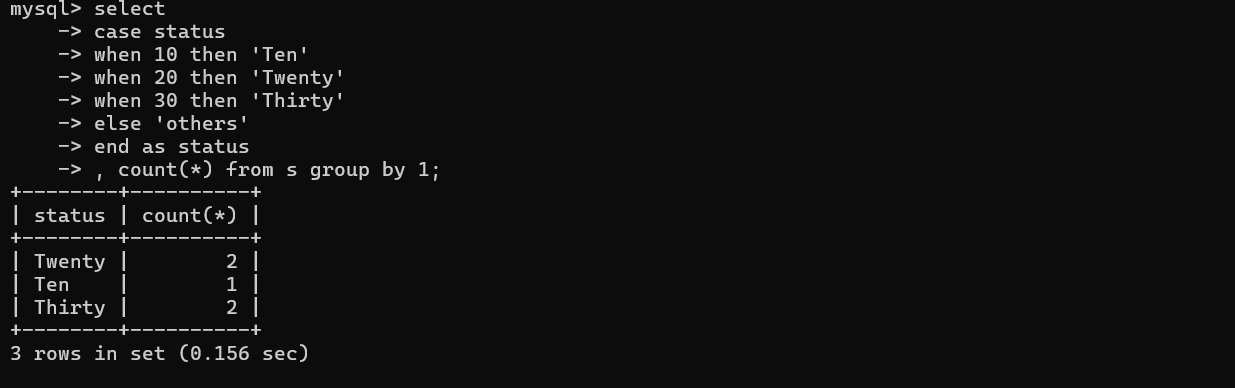 mysql> select
    -> case status
    -> when 10 then 'Ten'
    -> when 20 then 'Twenty'
    -> when 30 then 'Thirty'
    -> else 'others'
    -> end as status
    -> , count(*) from s group by 1;
+--------+----------+
| status | count(*) |
+--------+----------+
| Twenty |        2 |
| Ten    |        1 |
| Thirty |        2 |
+--------+----------+
3 rows in set (0.156 sec)